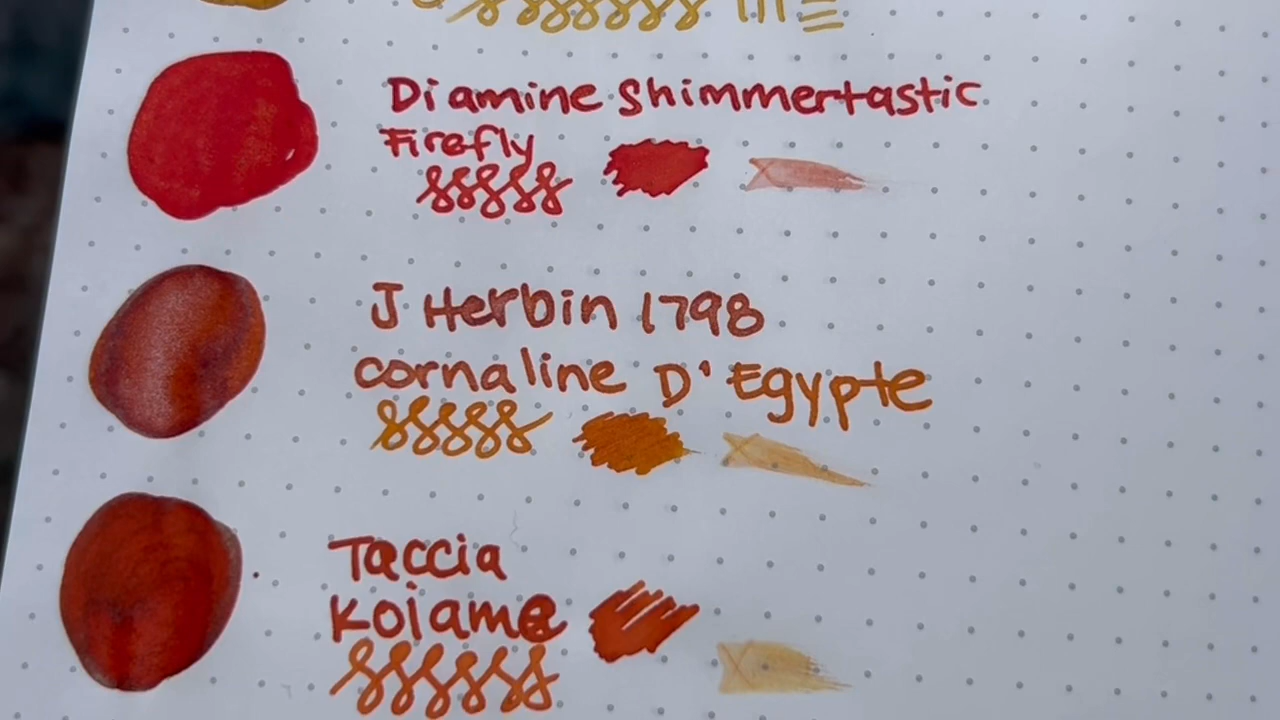 Diamine Shimmertastic
Firefly
J Herbin 1798
cornaline D'Egypte
Taccia
Koiame